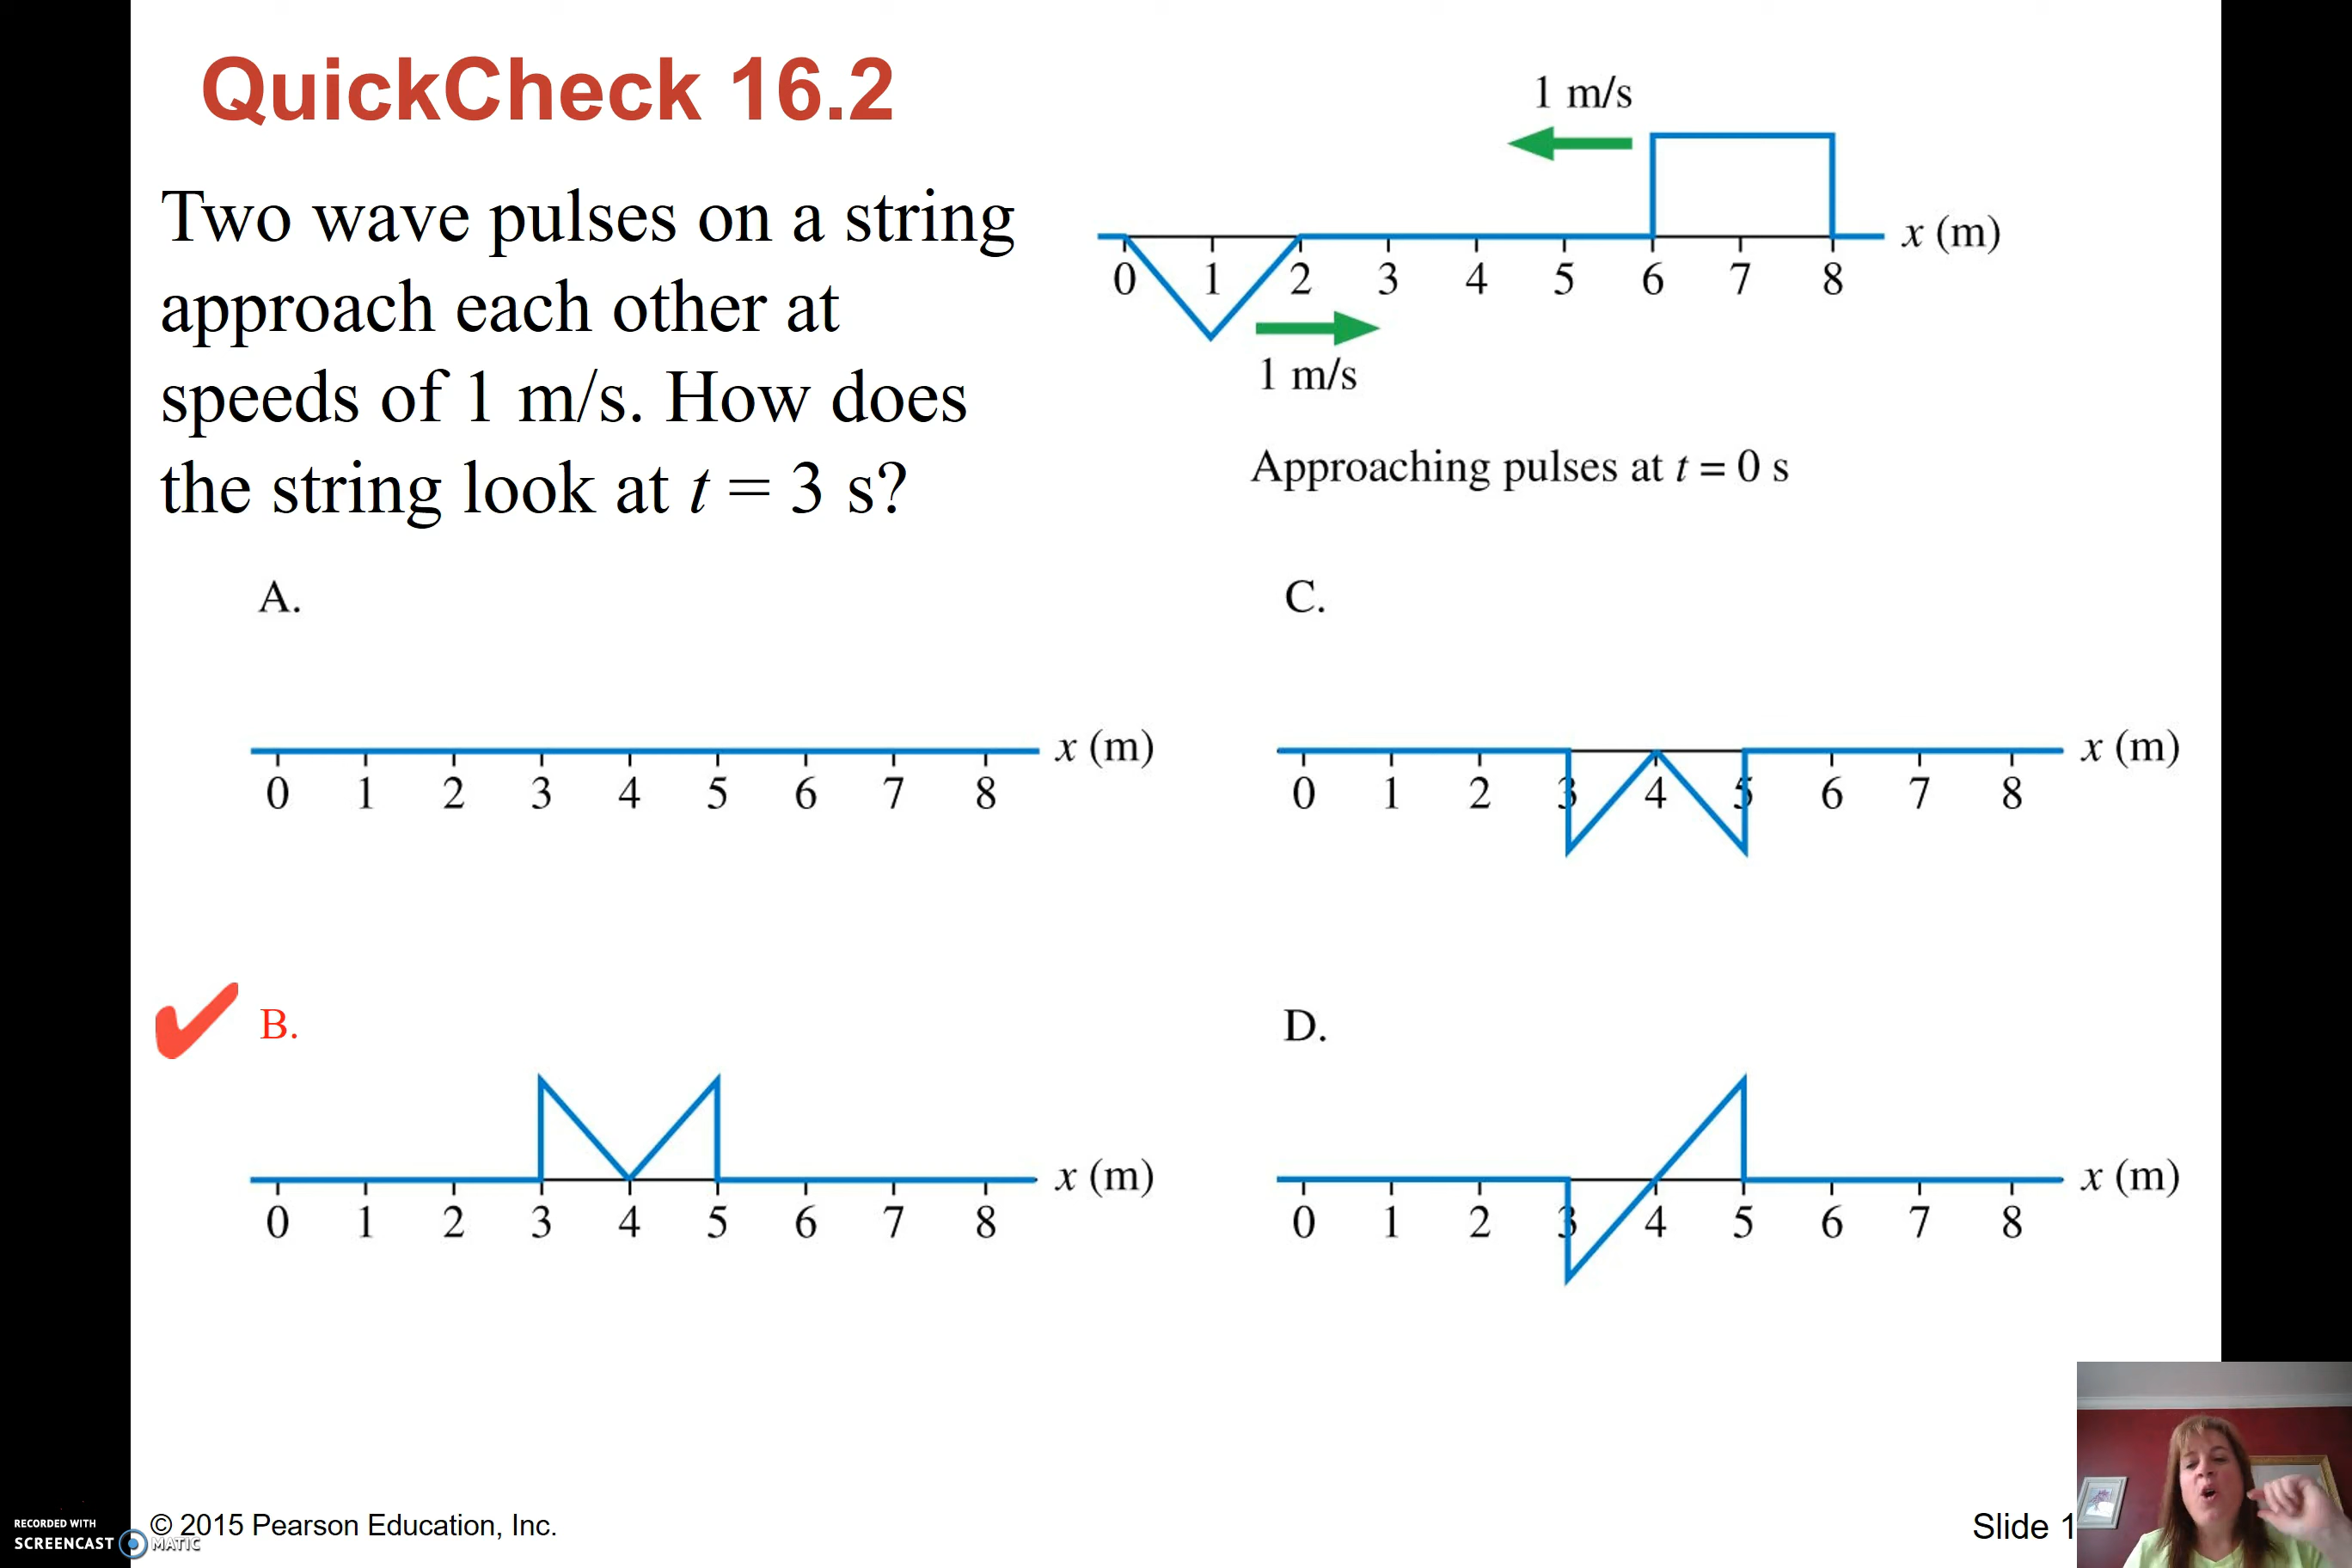 QuickCheck 16.2
Two wave pulses on a string
approach each other at
speeds of 1 m/s. How does
the string look at t = 3 s?
1 m/s
x (m)
0 1 2 3 4 5 6 7 8
1 m/s
Approaching pulses at t = 0 s
A.
x (m)
0 1 2 3 4 5 6 7 8
C.
x (m)
0 1 2 3 4 5 6 7 8
B.
x (m)
0 1 2 3 4 5 6 7 8
D.
x (m)
0 1 2 3 4 5 6 7 8
© 2015 Pearson Education, Inc.
Slide 1
RECORDED WITH
SCREENCAST MATIC